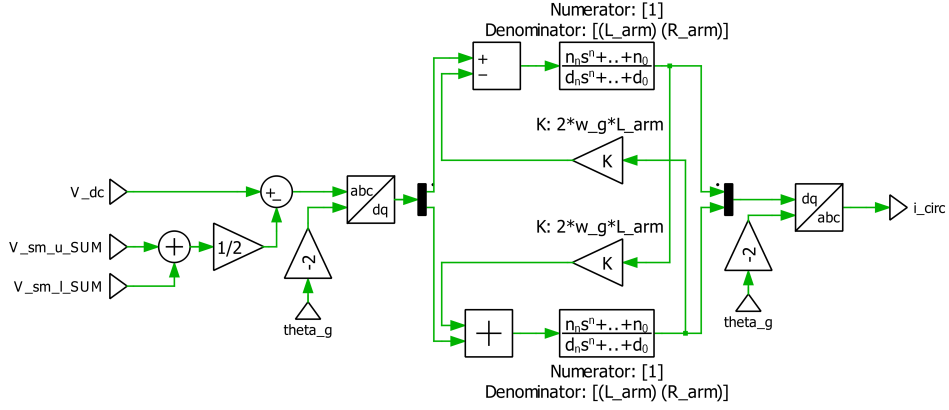 Numerator: [1]
Denominator: [(L_arm) (R_arm)]
+
−
nₙsⁿ+..+n₀
dₙsⁿ+..+d₀
K: 2*w_g*L_arm
K
V_dc
+
−
abc
dq
V_sm_u_SUM
+
1/2
-2
V_sm_l_SUM
theta_g
K: 2*w_g*L_arm
K
dq
abc
i_circ
-2
theta_g
+
nₙsⁿ+..+n₀
dₙsⁿ+..+d₀
Numerator: [1]
Denominator: [(L_arm) (R_arm)]